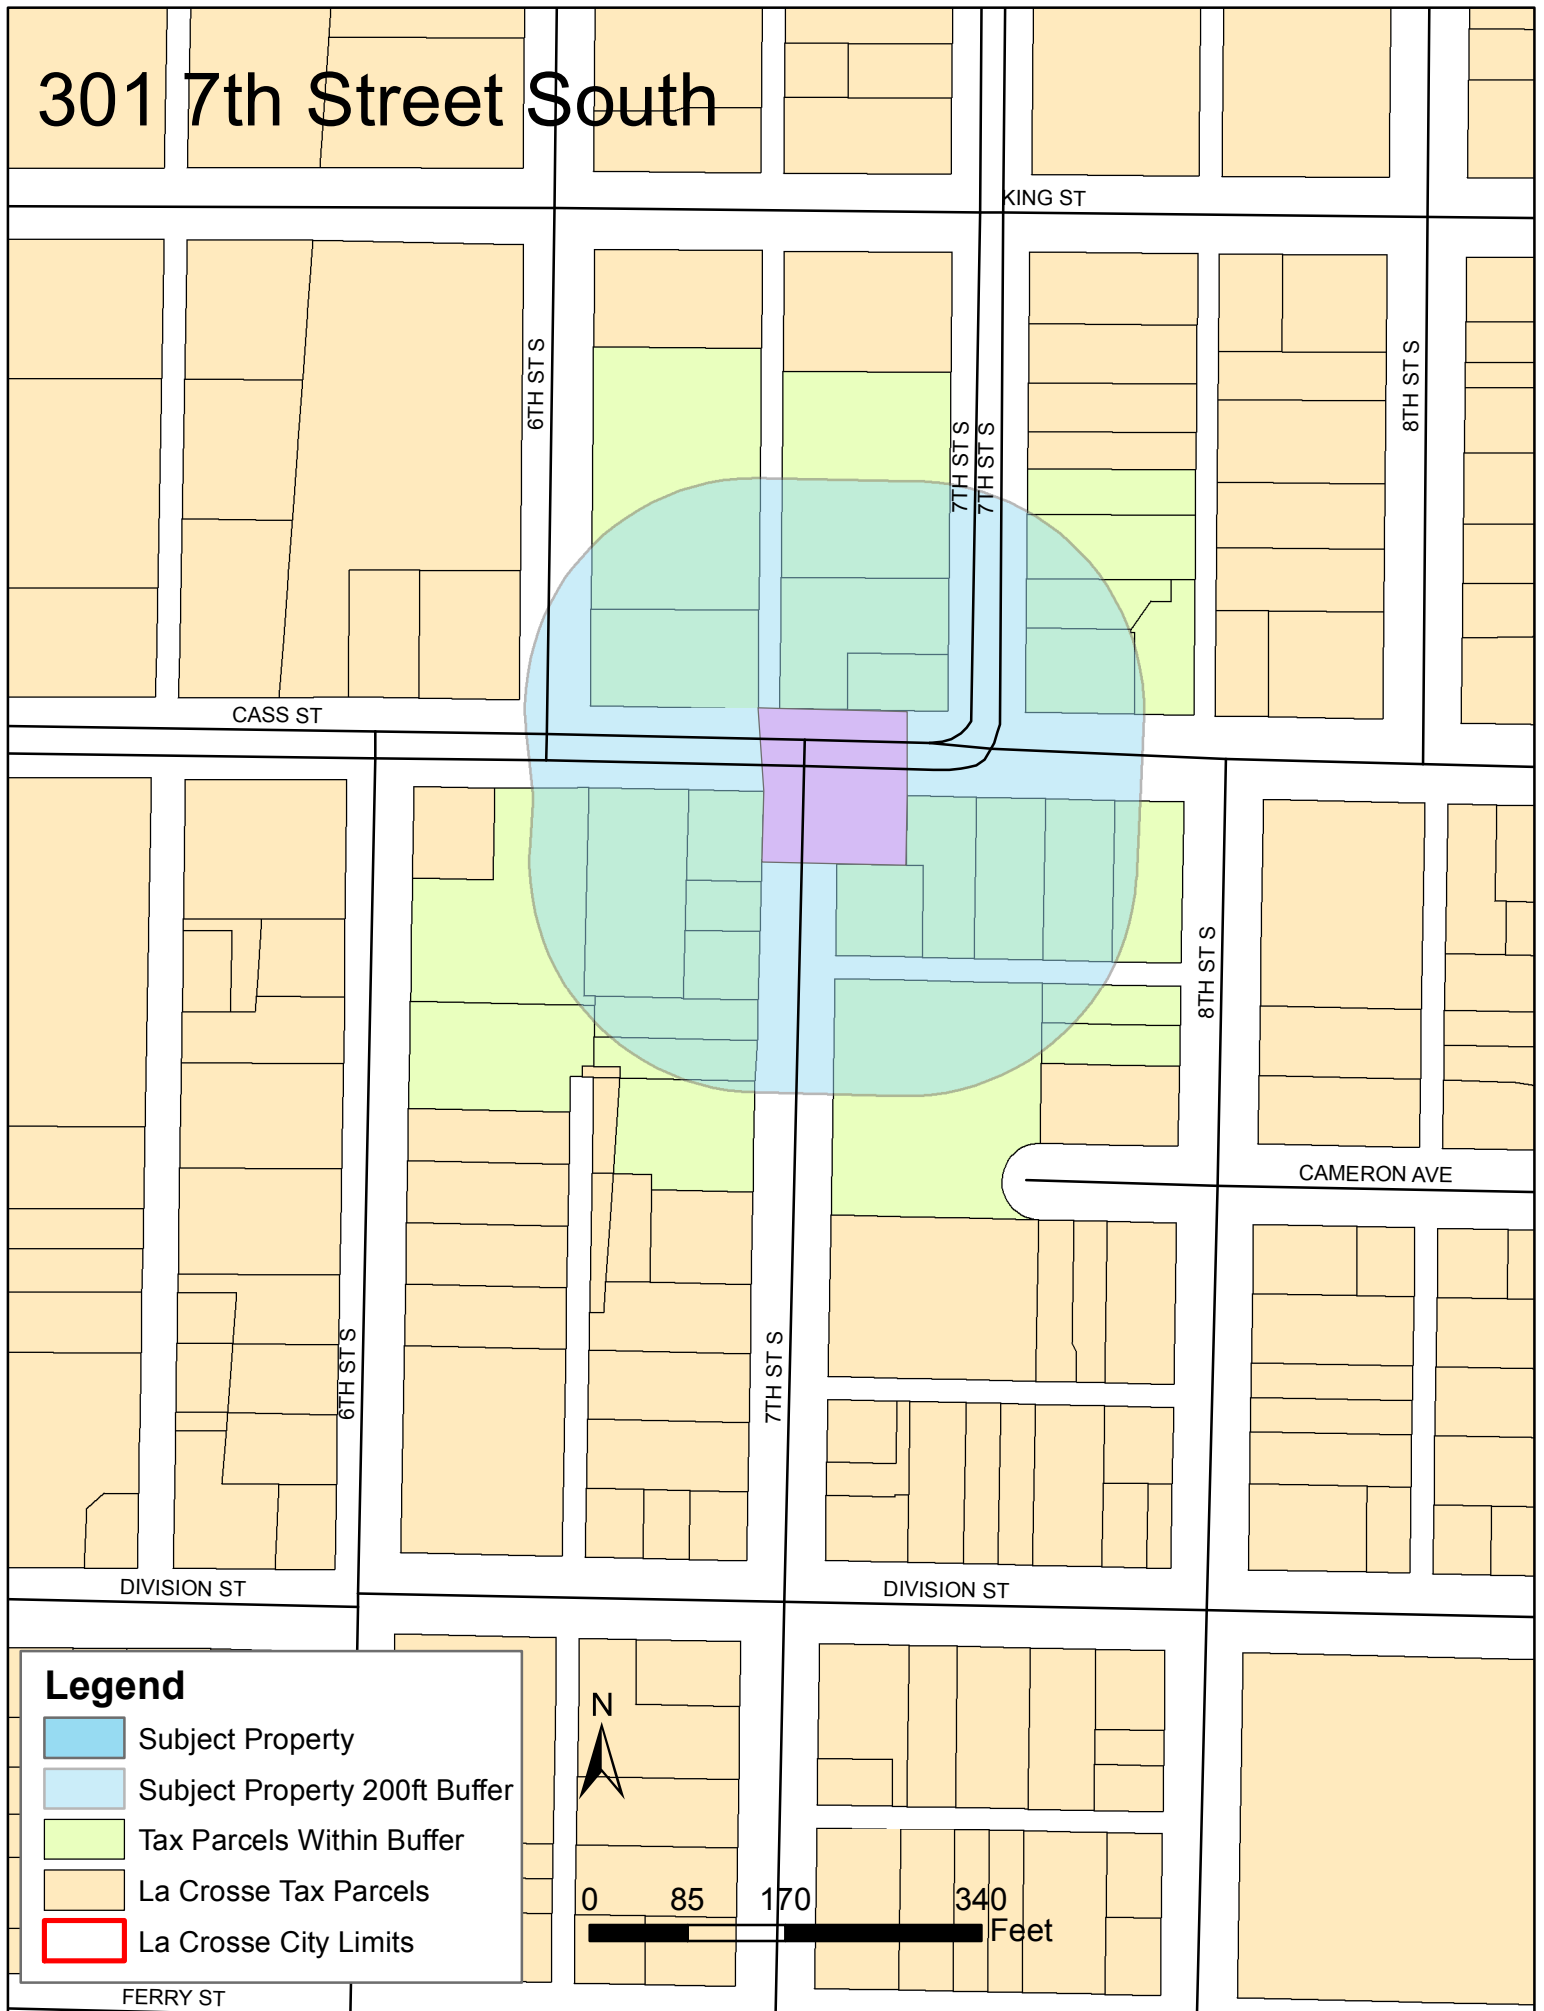 301 7th Street South
KING ST
6TH ST S
7TH ST S
7TH ST S
8TH ST S
CASS ST
8TH ST S
CAMERON AVE
6TH ST S
7TH ST S
DIVISION ST
DIVISION ST
Legend
Subject Property
Subject Property 200ft Buffer
Tax Parcels Within Buffer
La Crosse Tax Parcels
La Crosse City Limits
N
0 85 170 340
Feet
FERRY ST